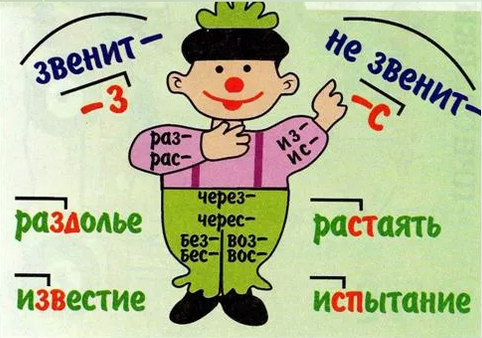 звенит–
–з
не звенит–
–с
раз–
рас–
из–
ис–
через–
черес–
без–
бес–
воз–
вос–
раздолье
растаять
известие
испытание